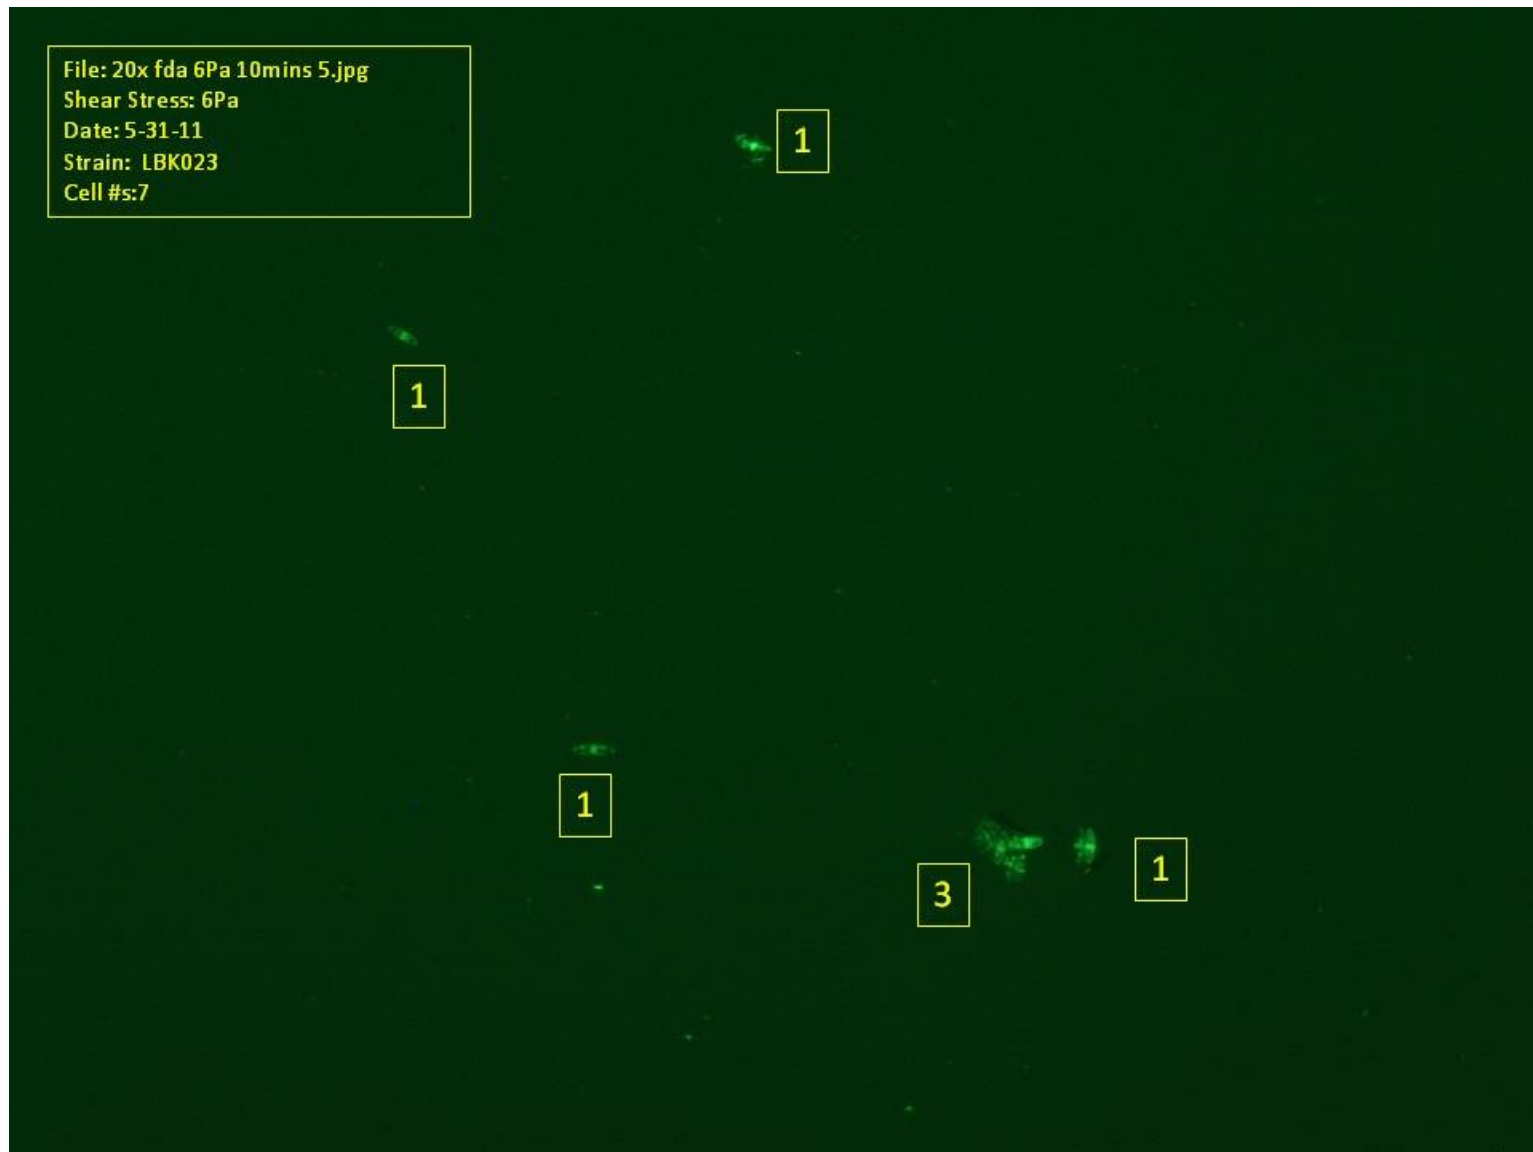 File: 20x fda 6Pa 10mins 5.jpg
Shear Stress: 6Pa
Date: 5-31-11
Strain:  LBK023
Cell #s:7
1
1
1
3
1